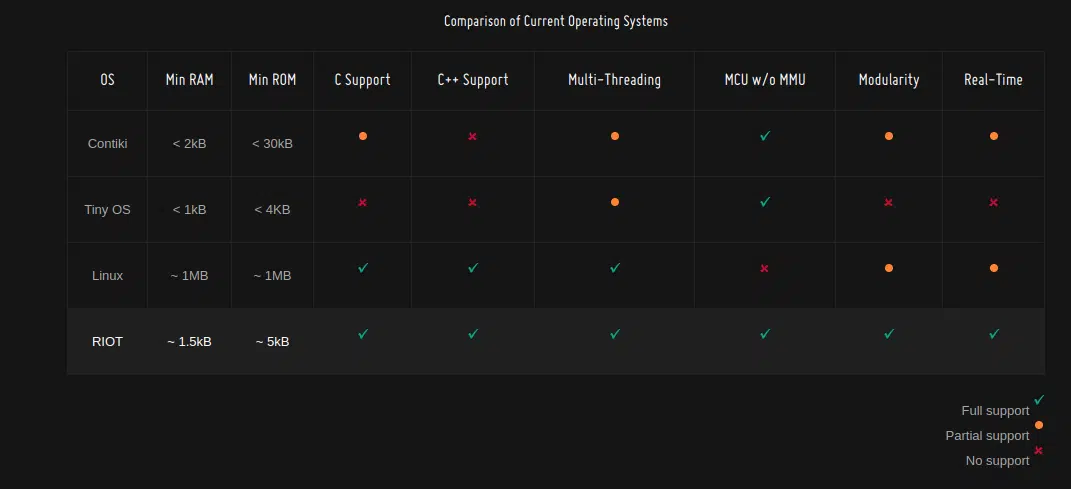 Comparison of Current Operating Systems
OS Min RAM Min ROM C Support C++ Support Multi-Threading MCU w/o MMU Modularity Real-Time
Contiki < 2kB < 30kB ● ✘ ● ✓ ● ●
Tiny OS < 1kB < 4KB ✘ ✘ ● ✓ ✘ ✘
Linux ~ 1MB ~ 1MB ✓ ✓ ✓ ✘ ● ●
RIOT ~ 1.5kB ~ 5kB ✓ ✓ ✓ ✓ ✓ ✓
Full support ✓
Partial support ●
No support ✘